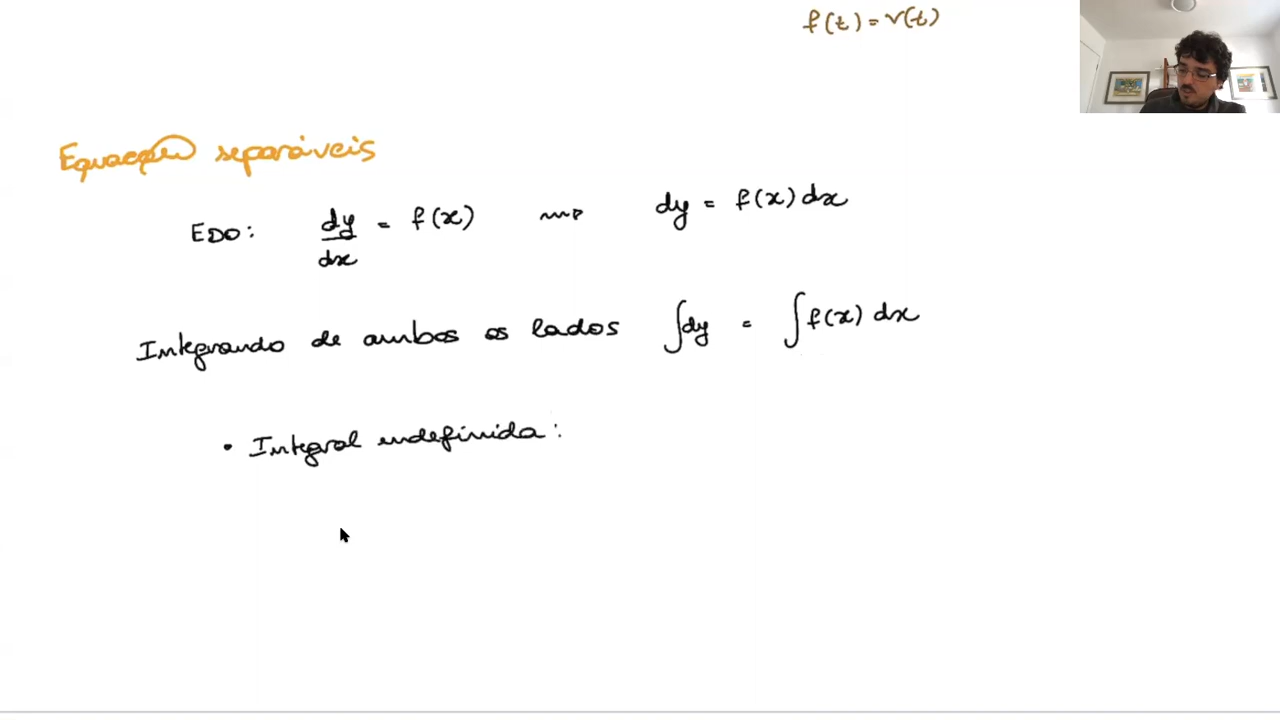 f(t) = v(t)
Equações separáveis
EDO: dy/dx = f(x) ⟿ dy = f(x) dx
Integrando de ambos os lados ∫dy = ∫f(x) dx
• Integral indefinida: